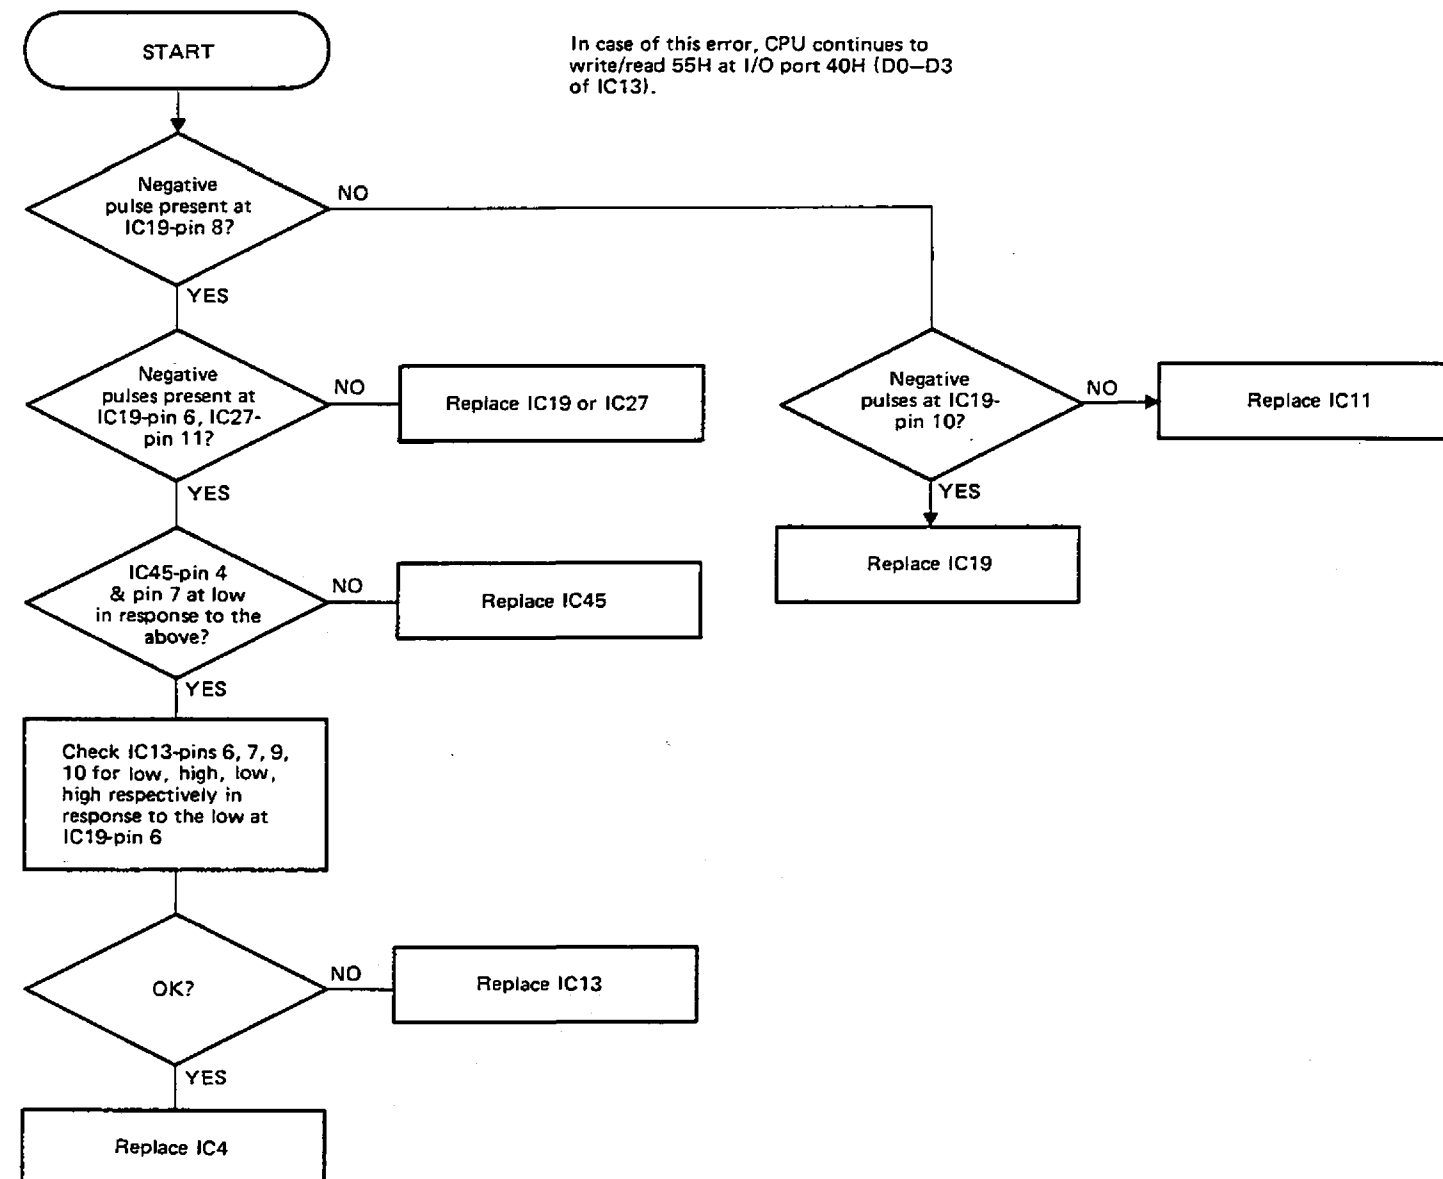 START
In case of this error, CPU continues to
write/read 55H at I/O port 40H (D0—D3
of IC13).
Negative
pulse present at
IC19-pin 8?
NO
YES
Negative
pulses present at
IC19-pin 6, IC27-
pin 11?
NO
Replace IC19 or IC27
Negative
pulses at IC19-
pin 10?
NO
Replace IC11
YES
YES
Replace IC19
IC45-pin 4
& pin 7 at low
in response to the
above?
NO
Replace IC45
YES
Check IC13-pins 6, 7, 9,
10 for low, high, low,
high respectively in
response to the low at
IC19-pin 6
OK?
NO
Replace IC13
YES
Replace IC4